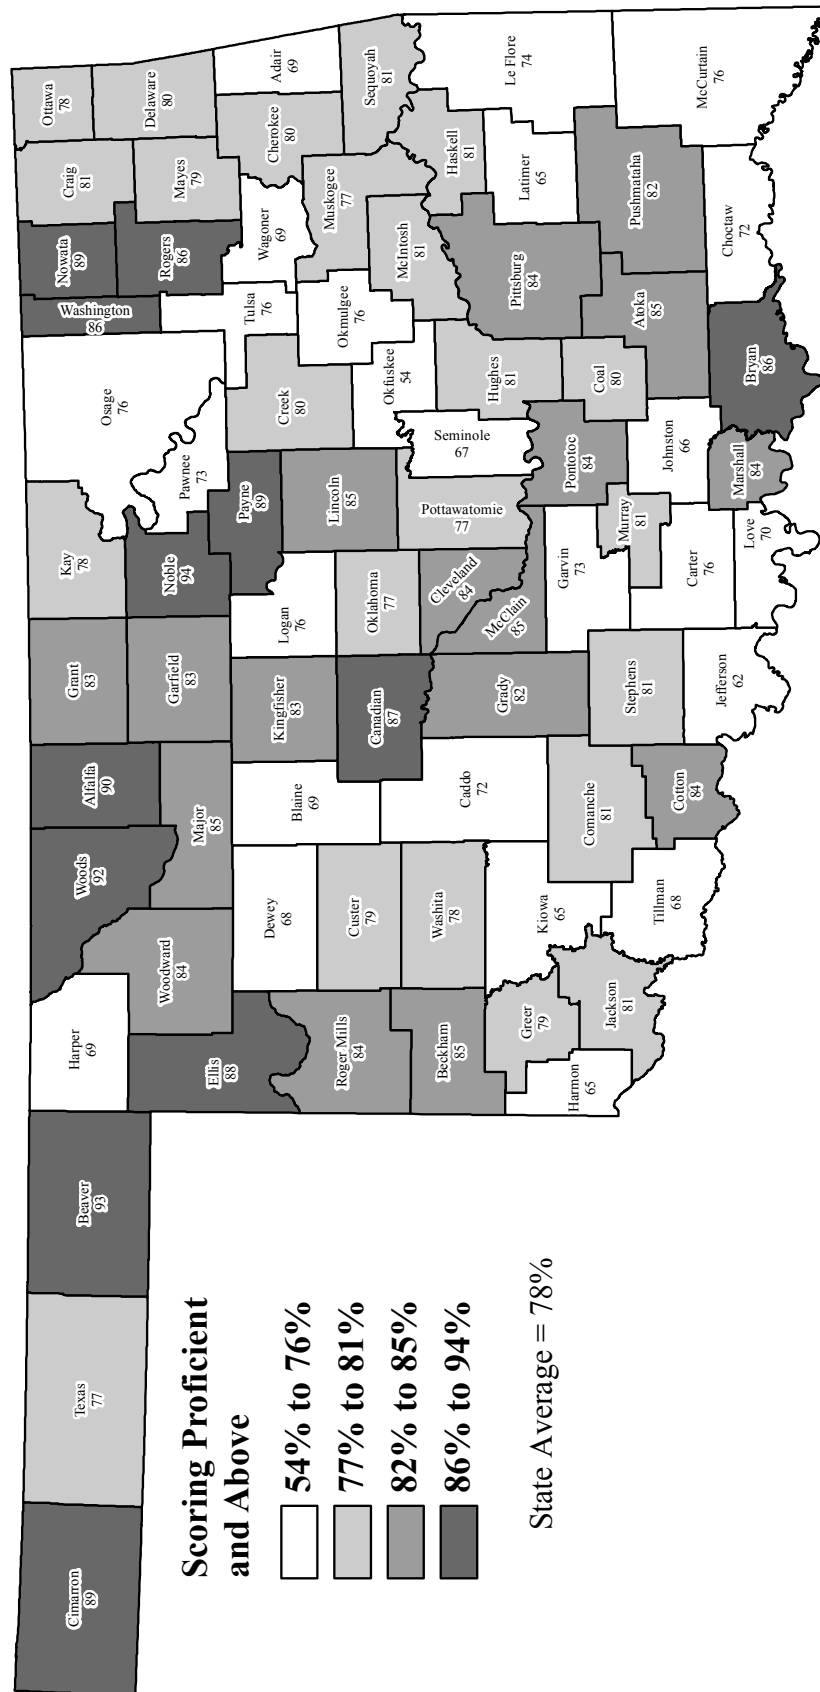 Cimarron
89
Texas
77
Beaver
93
Harper
69
Woods
92
Alfalfa
90
Grant
83
Kay
78
Osage
76
Washington
86
Nowata
89
Craig
81
Ottawa
78
Ellis
88
Woodward
84
Major
85
Garfield
83
Noble
94
Pawnee
73
Rogers
86
Mayes
79
Delaware
80
Roger Mills
84
Dewey
68
Blaine
69
Kingfisher
83
Logan
76
Payne
89
Creek
80
Tulsa
76
Wagoner
69
Cherokee
80
Adair
69
Beckham
85
Custer
79
Washita
78
Caddo
72
Canadian
87
Oklahoma
77
Lincoln
85
Okfuskee
54
Okmulgee
76
Muskogee
77
Sequoyah
81
Harmon
65
Greer
79
Jackson
81
Kiowa
65
Tillman
68
Comanche
81
Cotton
84
Grady
82
Stephens
81
Jefferson
62
Cleveland
84
McClain
85
Garvin
73
Murray
81
Carter
76
Love
70
Pottawatomie
77
Seminole
67
Pontotoc
84
Johnston
66
Marshall
84
Hughes
81
Coal
80
McIntosh
81
Pittsburg
84
Atoka
85
Bryan
86
Haskell
81
Latimer
65
Pushmataha
82
Choctaw
72
Le Flore
74
McCurtain
76
Scoring Proficient
and Above
54% to 76%
77% to 81%
82% to 85%
86% to 94%
State Average = 78%